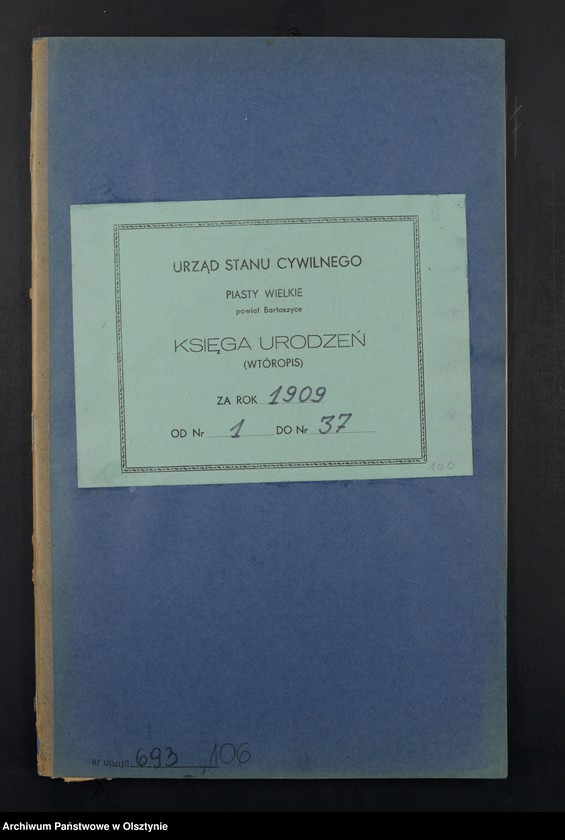 URZĄD STANU CYWILNEGO
PIASTY WIELKIE
powiat Bartoszyce
KSIĘGA URODZEŃ
(WTÓROPIS)
ZA ROK 1909
OD Nr 1 DO Nr 37
106
693 106
Archiwum Państwowe w Olsztynie